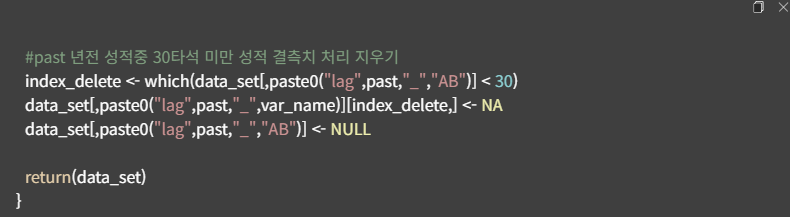 #past 년전 성적중 30타석 미만 성적 결측치 처리 지우기
index_delete <- which(data_set[,paste0("lag",past,"_","AB")] < 30)
data_set[,paste0("lag",past,"_",var_name)][index_delete,] <- NA
data_set[,paste0("lag",past,"_","AB")] <- NULL
return(data_set)
}